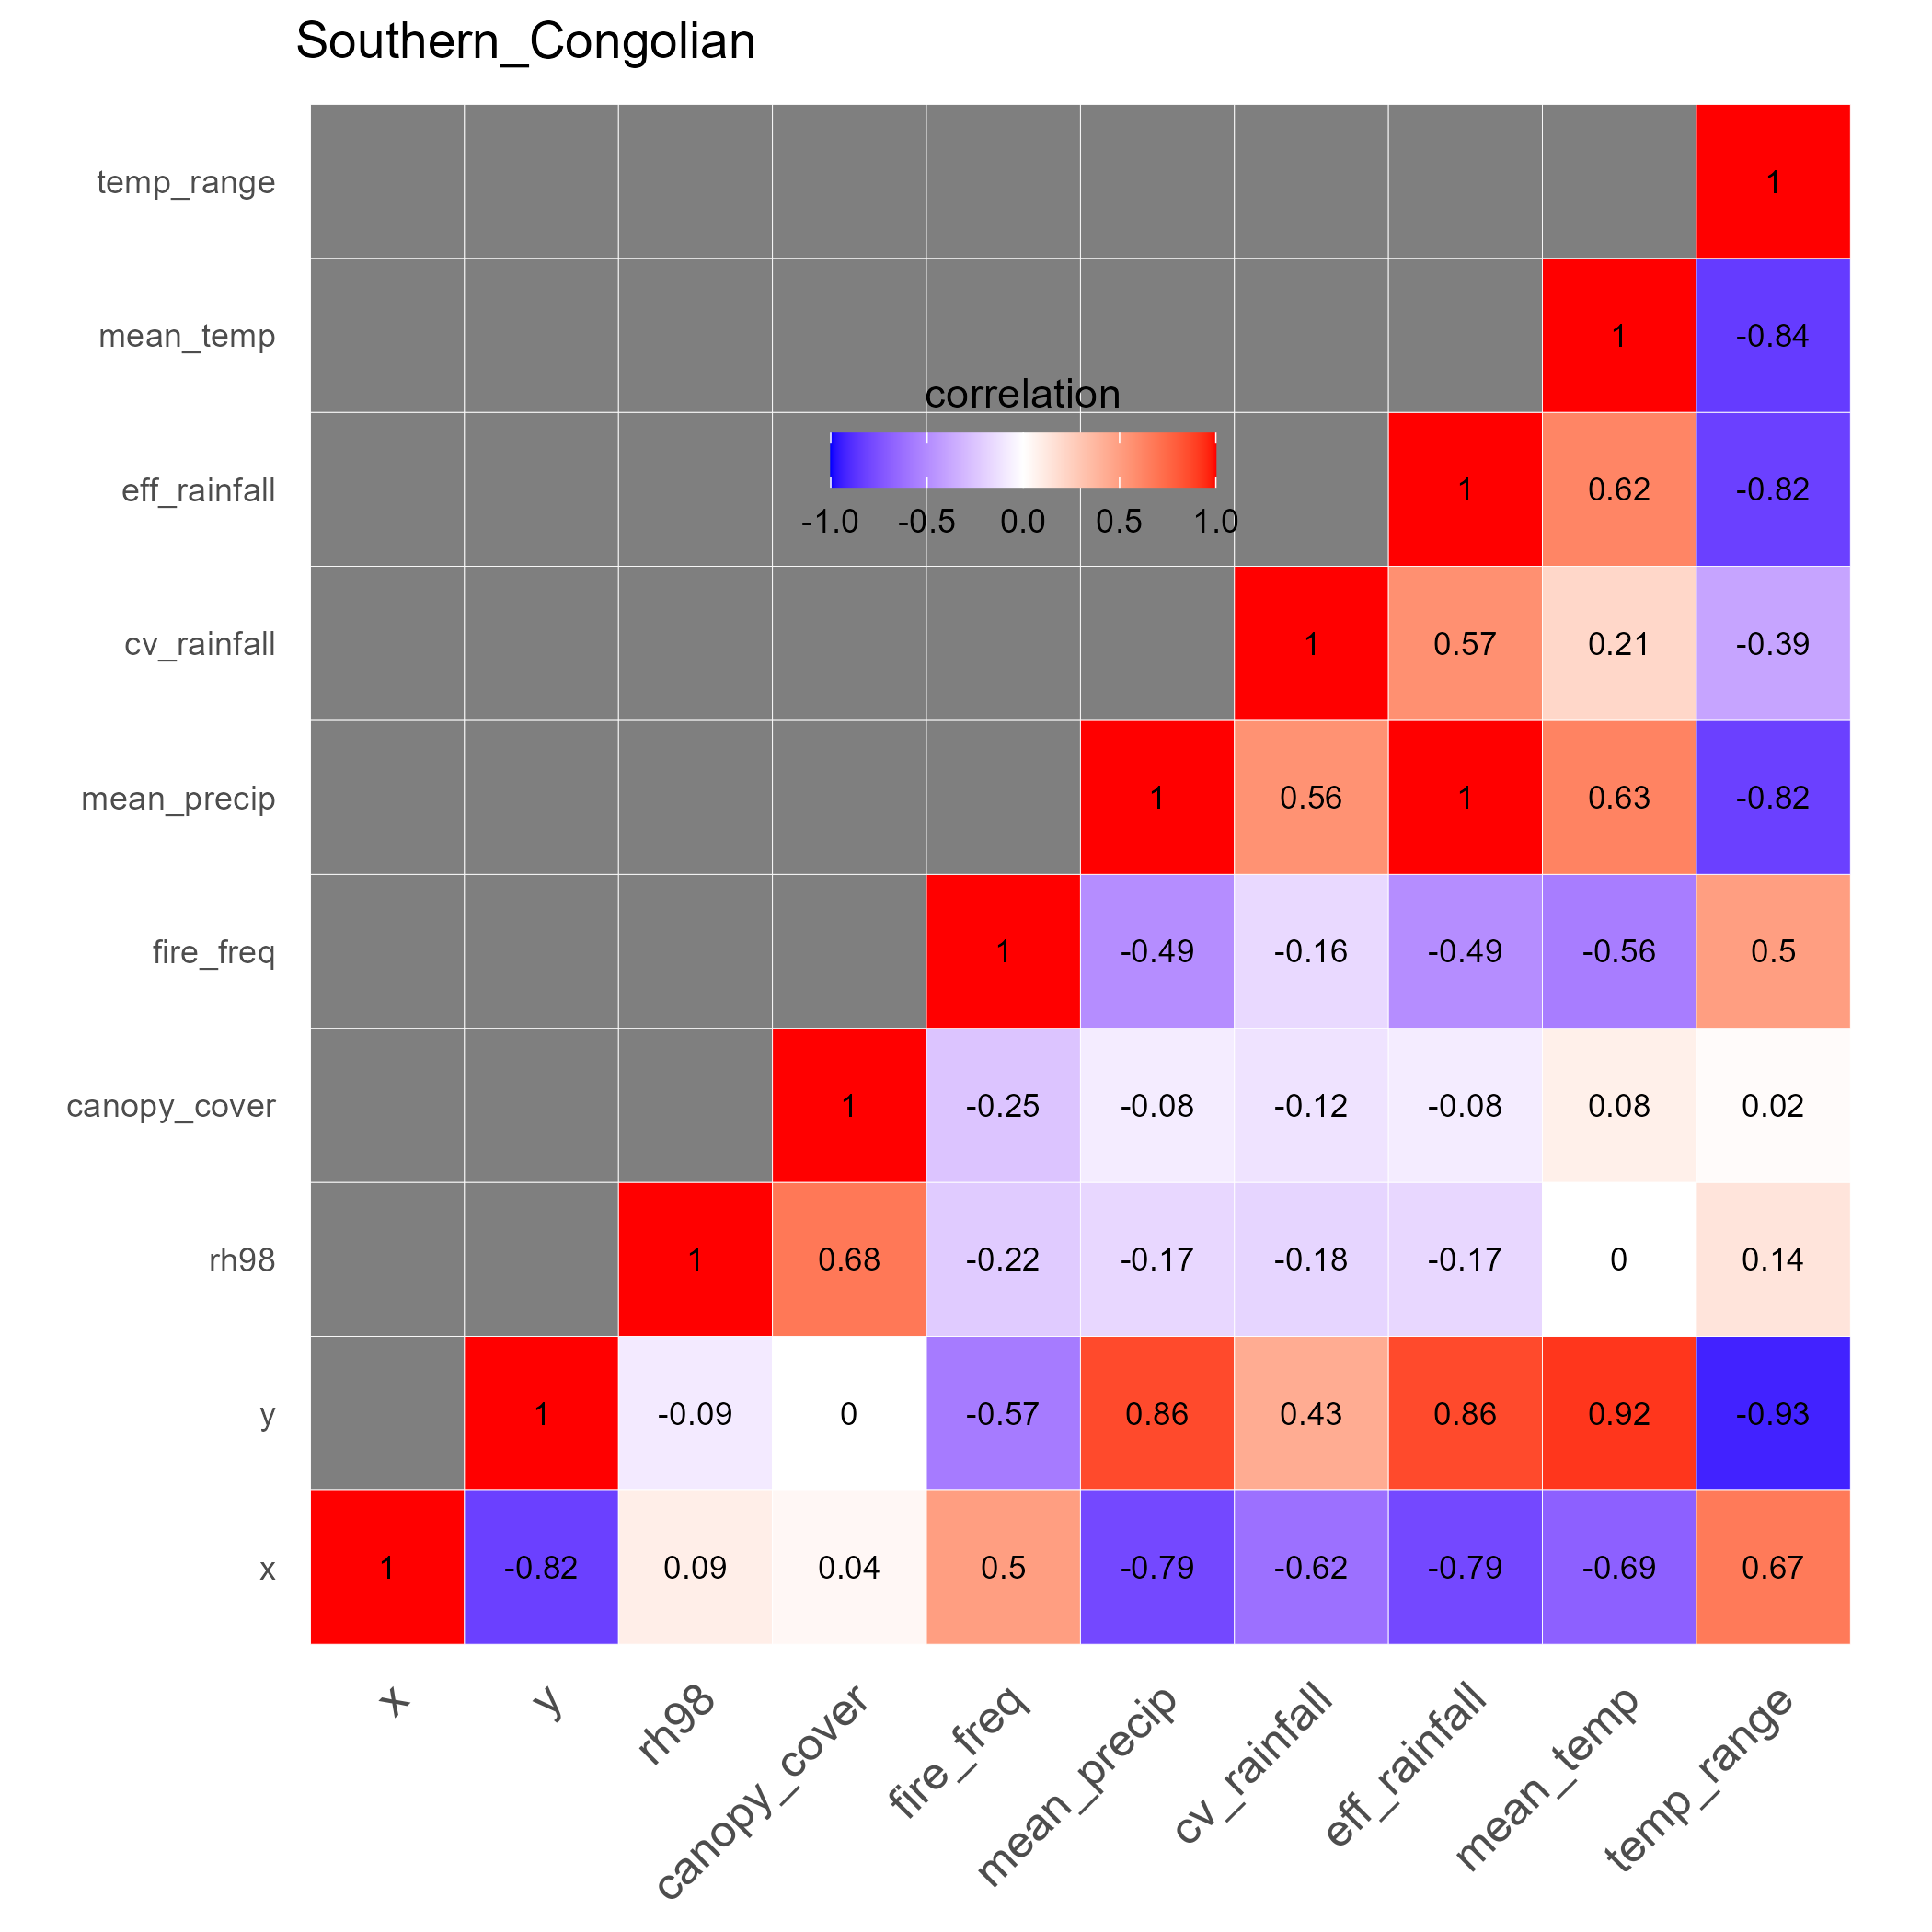 Southern_Congolian
temp_range 1
mean_temp 1 -0.84
correlation
-1.0 -0.5 0.0 0.5 1.0
eff_rainfall 1 0.62 -0.82
cv_rainfall 1 0.57 0.21 -0.39
mean_precip 1 0.56 1 0.63 -0.82
fire_freq 1 -0.49 -0.16 -0.49 -0.56 0.5
canopy_cover 1 -0.25 -0.08 -0.12 -0.08 0.08 0.02
rh98 1 0.68 -0.22 -0.17 -0.18 -0.17 0 0.14
y 1 -0.09 0 -0.57 0.86 0.43 0.86 0.92 -0.93
x 1 -0.82 0.09 0.04 0.5 -0.79 -0.62 -0.79 -0.69 0.67
x y rh98 canopy_cover fire_freq mean_precip cv_rainfall eff_rainfall mean_temp temp_range